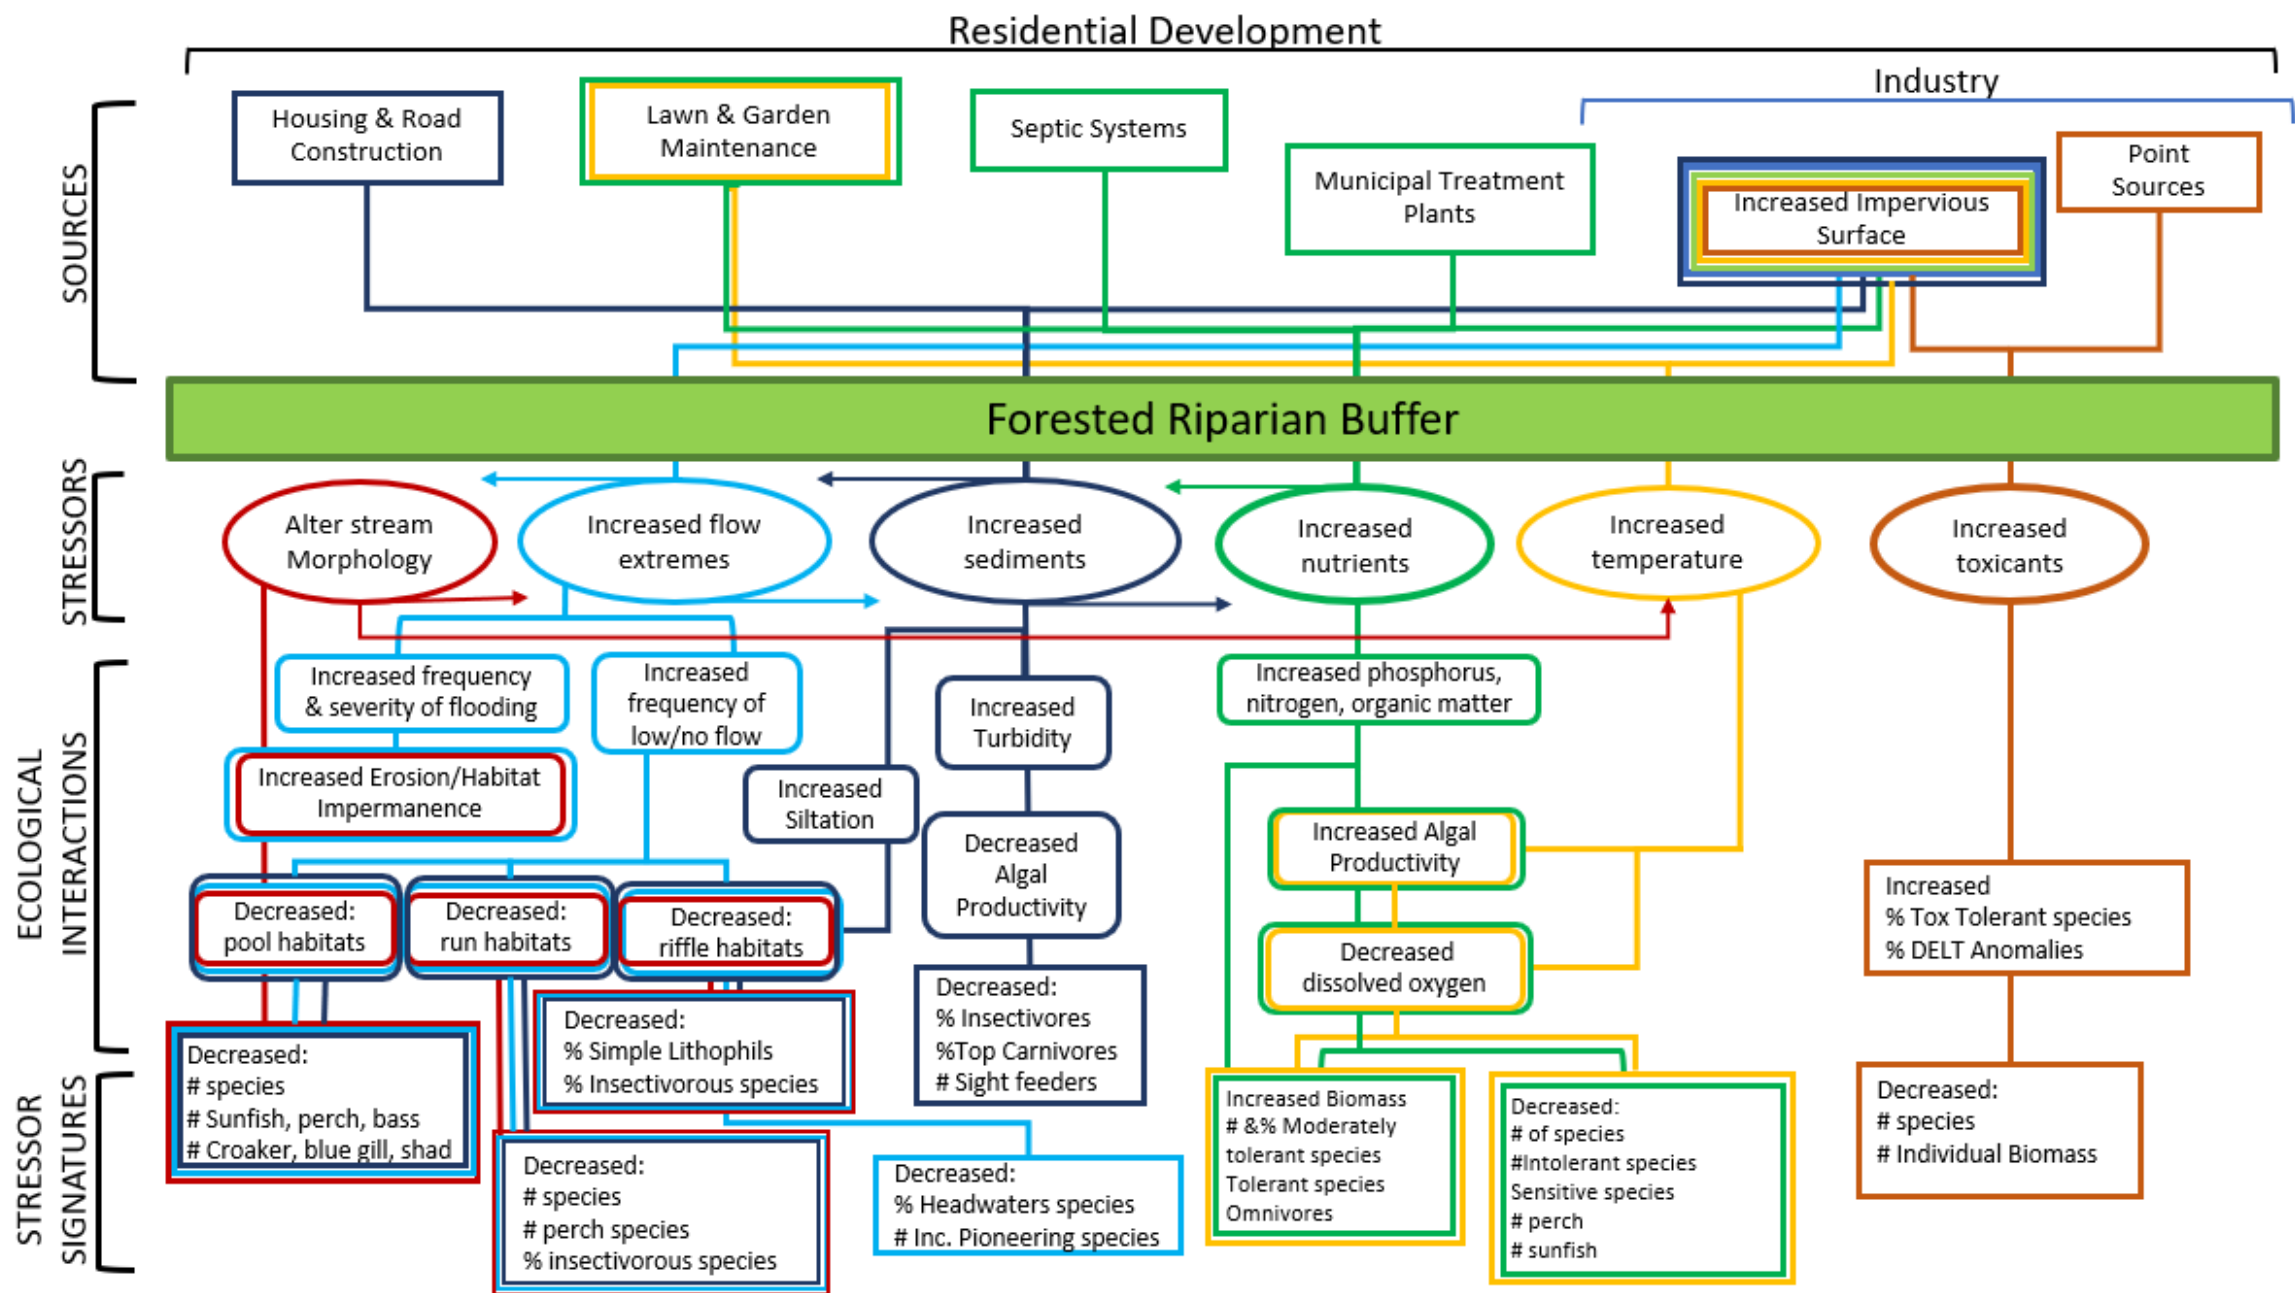 Residential Development
Industry
SOURCES
Housing & Road
Construction
Lawn & Garden
Maintenance
Septic Systems
Municipal Treatment
Plants
Increased Impervious
Surface
Point
Sources
Forested Riparian Buffer
STRESSORS
Alter stream
Morphology
Increased flow
extremes
Increased
sediments
Increased
nutrients
Increased
temperature
Increased
toxicants
ECOLOGICAL
INTERACTIONS
Increased frequency
& severity of flooding
Increased
frequency of
low/no flow
Increased
Turbidity
Increased phosphorus,
nitrogen, organic matter
Increased Erosion/Habitat
Impermanence
Increased
Siltation
Decreased
Algal
Productivity
Increased Algal
Productivity
Increased
% Tox Tolerant species
% DELT Anomalies
Decreased:
pool habitats
Decreased:
run habitats
Decreased:
riffle habitats
Decreased
dissolved oxygen
STRESSOR
SIGNATURES
Decreased:
# species
# Sunfish, perch, bass
# Croaker, blue gill, shad
Decreased:
% Simple Lithophils
% Insectivorous species
Decreased:
% Insectivores
%Top Carnivores
# Sight feeders
Decreased:
# species
# perch species
% insectivorous species
Decreased:
% Headwaters species
# Inc. Pioneering species
Increased Biomass
# &% Moderately
tolerant species
Tolerant species
Omnivores
Decreased:
# of species
#Intolerant species
Sensitive species
# perch
# sunfish
Decreased:
# species
# Individual Biomass